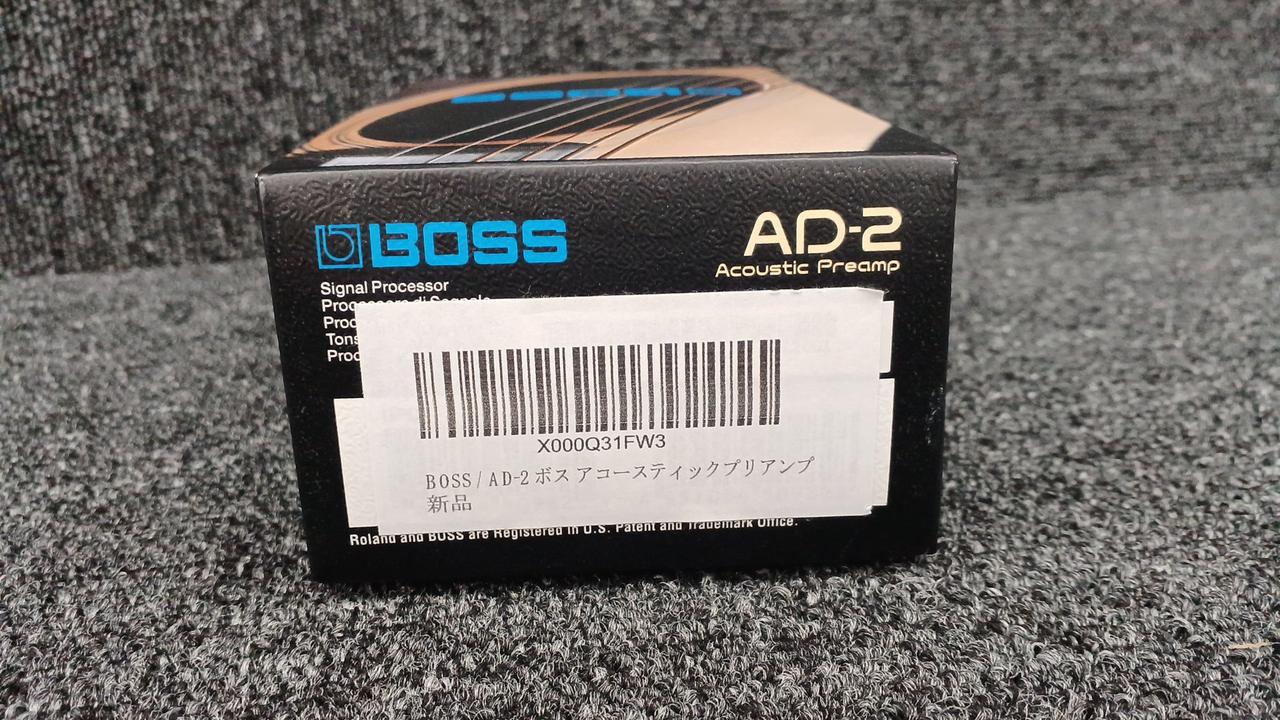 BOSS
AD-2
Acoustic Preamp
Signal Processor
X000Q31FW3
BOSS/AD-2 ボス アコースティックプリアンプ
新品
Roland and BOSS are Registered in U.S. Patent and Trademark Office.